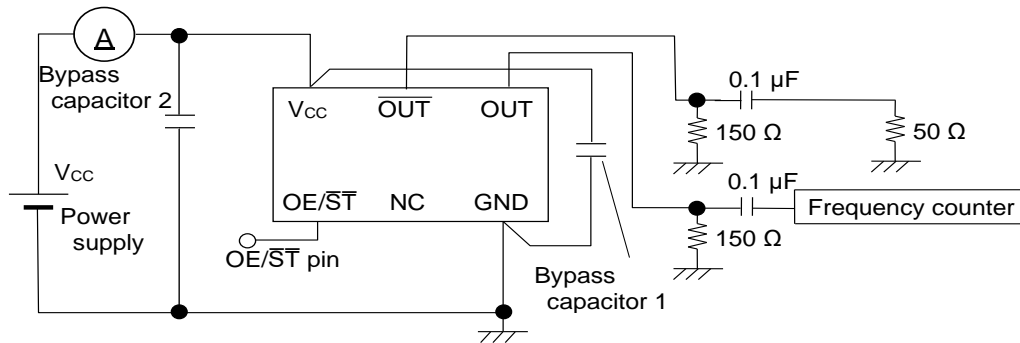 A
Bypass
capacitor 2
VCC
Power
supply
VCC
OUT
OUT
OE/ST
NC
GND
OE/ST pin
Bypass
capacitor 1
0.1 µF
150 Ω
50 Ω
0.1 µF
Frequency counter
150 Ω